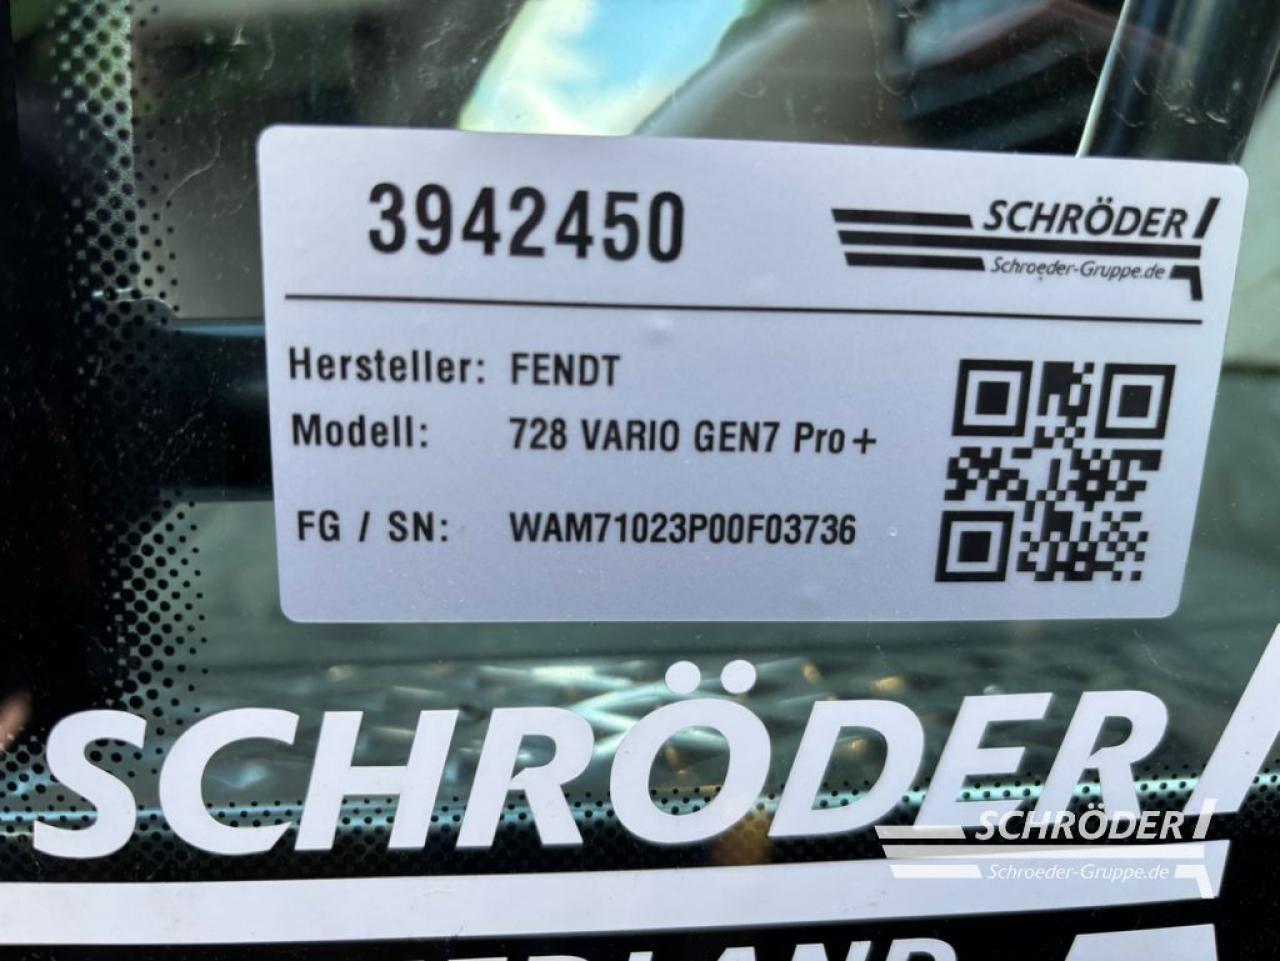 3942450
SCHRÖDER
Schroeder-Gruppe.de
Hersteller: FENDT
Modell: 728 VARIO GEN7 Pro+
FG / SN: WAM71023P00F03736
SCHRÖDER
SCHRÖDER
Schroeder-Gruppe.de